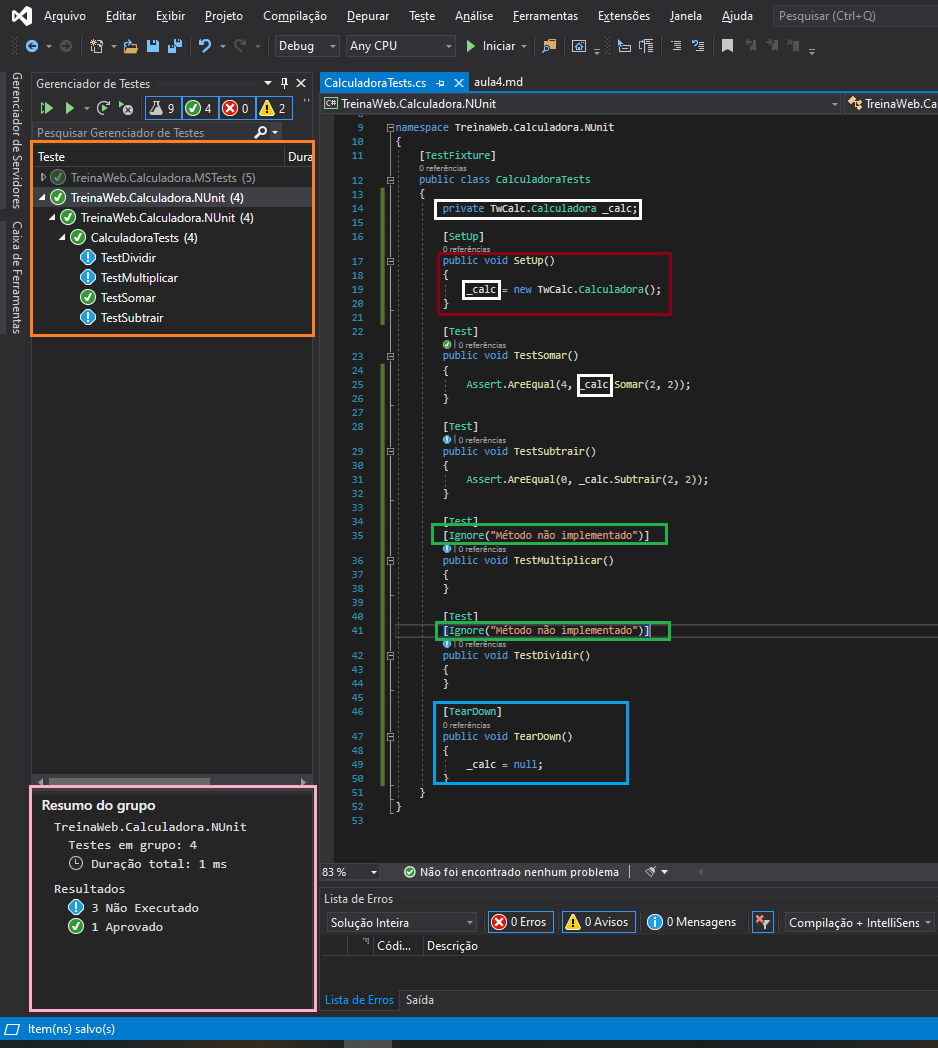 Arquivo Editar Exibir Projeto Compilação Depurar Teste Análise Ferramentas Extensões Janela Ajuda Pesquisar (Ctrl+Q)
Debug Any CPU Iniciar
Gerenciador de Servidores
Caixa de Ferramentas
Gerenciador de Testes
9 4 0 2
Pesquisar Gerenciador de Testes
Teste Dura
TreinaWeb.Calculadora.MSTests (5)
TreinaWeb.Calculadora.NUnit (4)
TreinaWeb.Calculadora.NUnit (4)
CalculadoraTests (4)
TestDividir
TestMultiplicar
TestSomar
TestSubtrair
Resumo do grupo
TreinaWeb.Calculadora.NUnit
Testes em grupo: 4
Duração total: 1 ms
Resultados
3 Não Executado
1 Aprovado
CalculadoraTests.cs aula4.md
C# TreinaWeb.Calculadora.NUnit TreinaWeb.Ca
9 namespace TreinaWeb.Calculadora.NUnit
10 {
11 [TestFixture]
0 referências
12 public class CalculadoraTests
13 {
14 private TwCalc.Calculadora _calc;
15
16 [SetUp]
0 referências
17 public void SetUp()
18 {
19 _calc = new TwCalc.Calculadora();
20 }
21
22 [Test]
| 0 referências
23 public void TestSomar()
24 {
25 Assert.AreEqual(4, _calc Somar(2, 2));
26 }
27
28 [Test]
| 0 referências
29 public void TestSubtrair()
30 {
31 Assert.AreEqual(0, _calc.Subtrair(2, 2));
32 }
33
34 [Test]
35 [Ignore("Método não implementado")]
| 0 referências
36 public void TestMultiplicar()
37 {
38 }
39
40 [Test]
41 [Ignore("Método não implementado")]
| 0 referências
42 public void TestDividir()
43 {
44 }
45
46 [TearDown]
0 referências
47 public void TearDown()
48 {
49 _calc = null;
50 }
51 }
52 }
53
83 % Não foi encontrado nenhum problema
Lista de Erros
Solução Inteira 0 Erros 0 Avisos 0 Mensagens Compilação + IntelliSens
Códi... Descrição
Lista de Erros Saída
Item(ns) salvo(s)